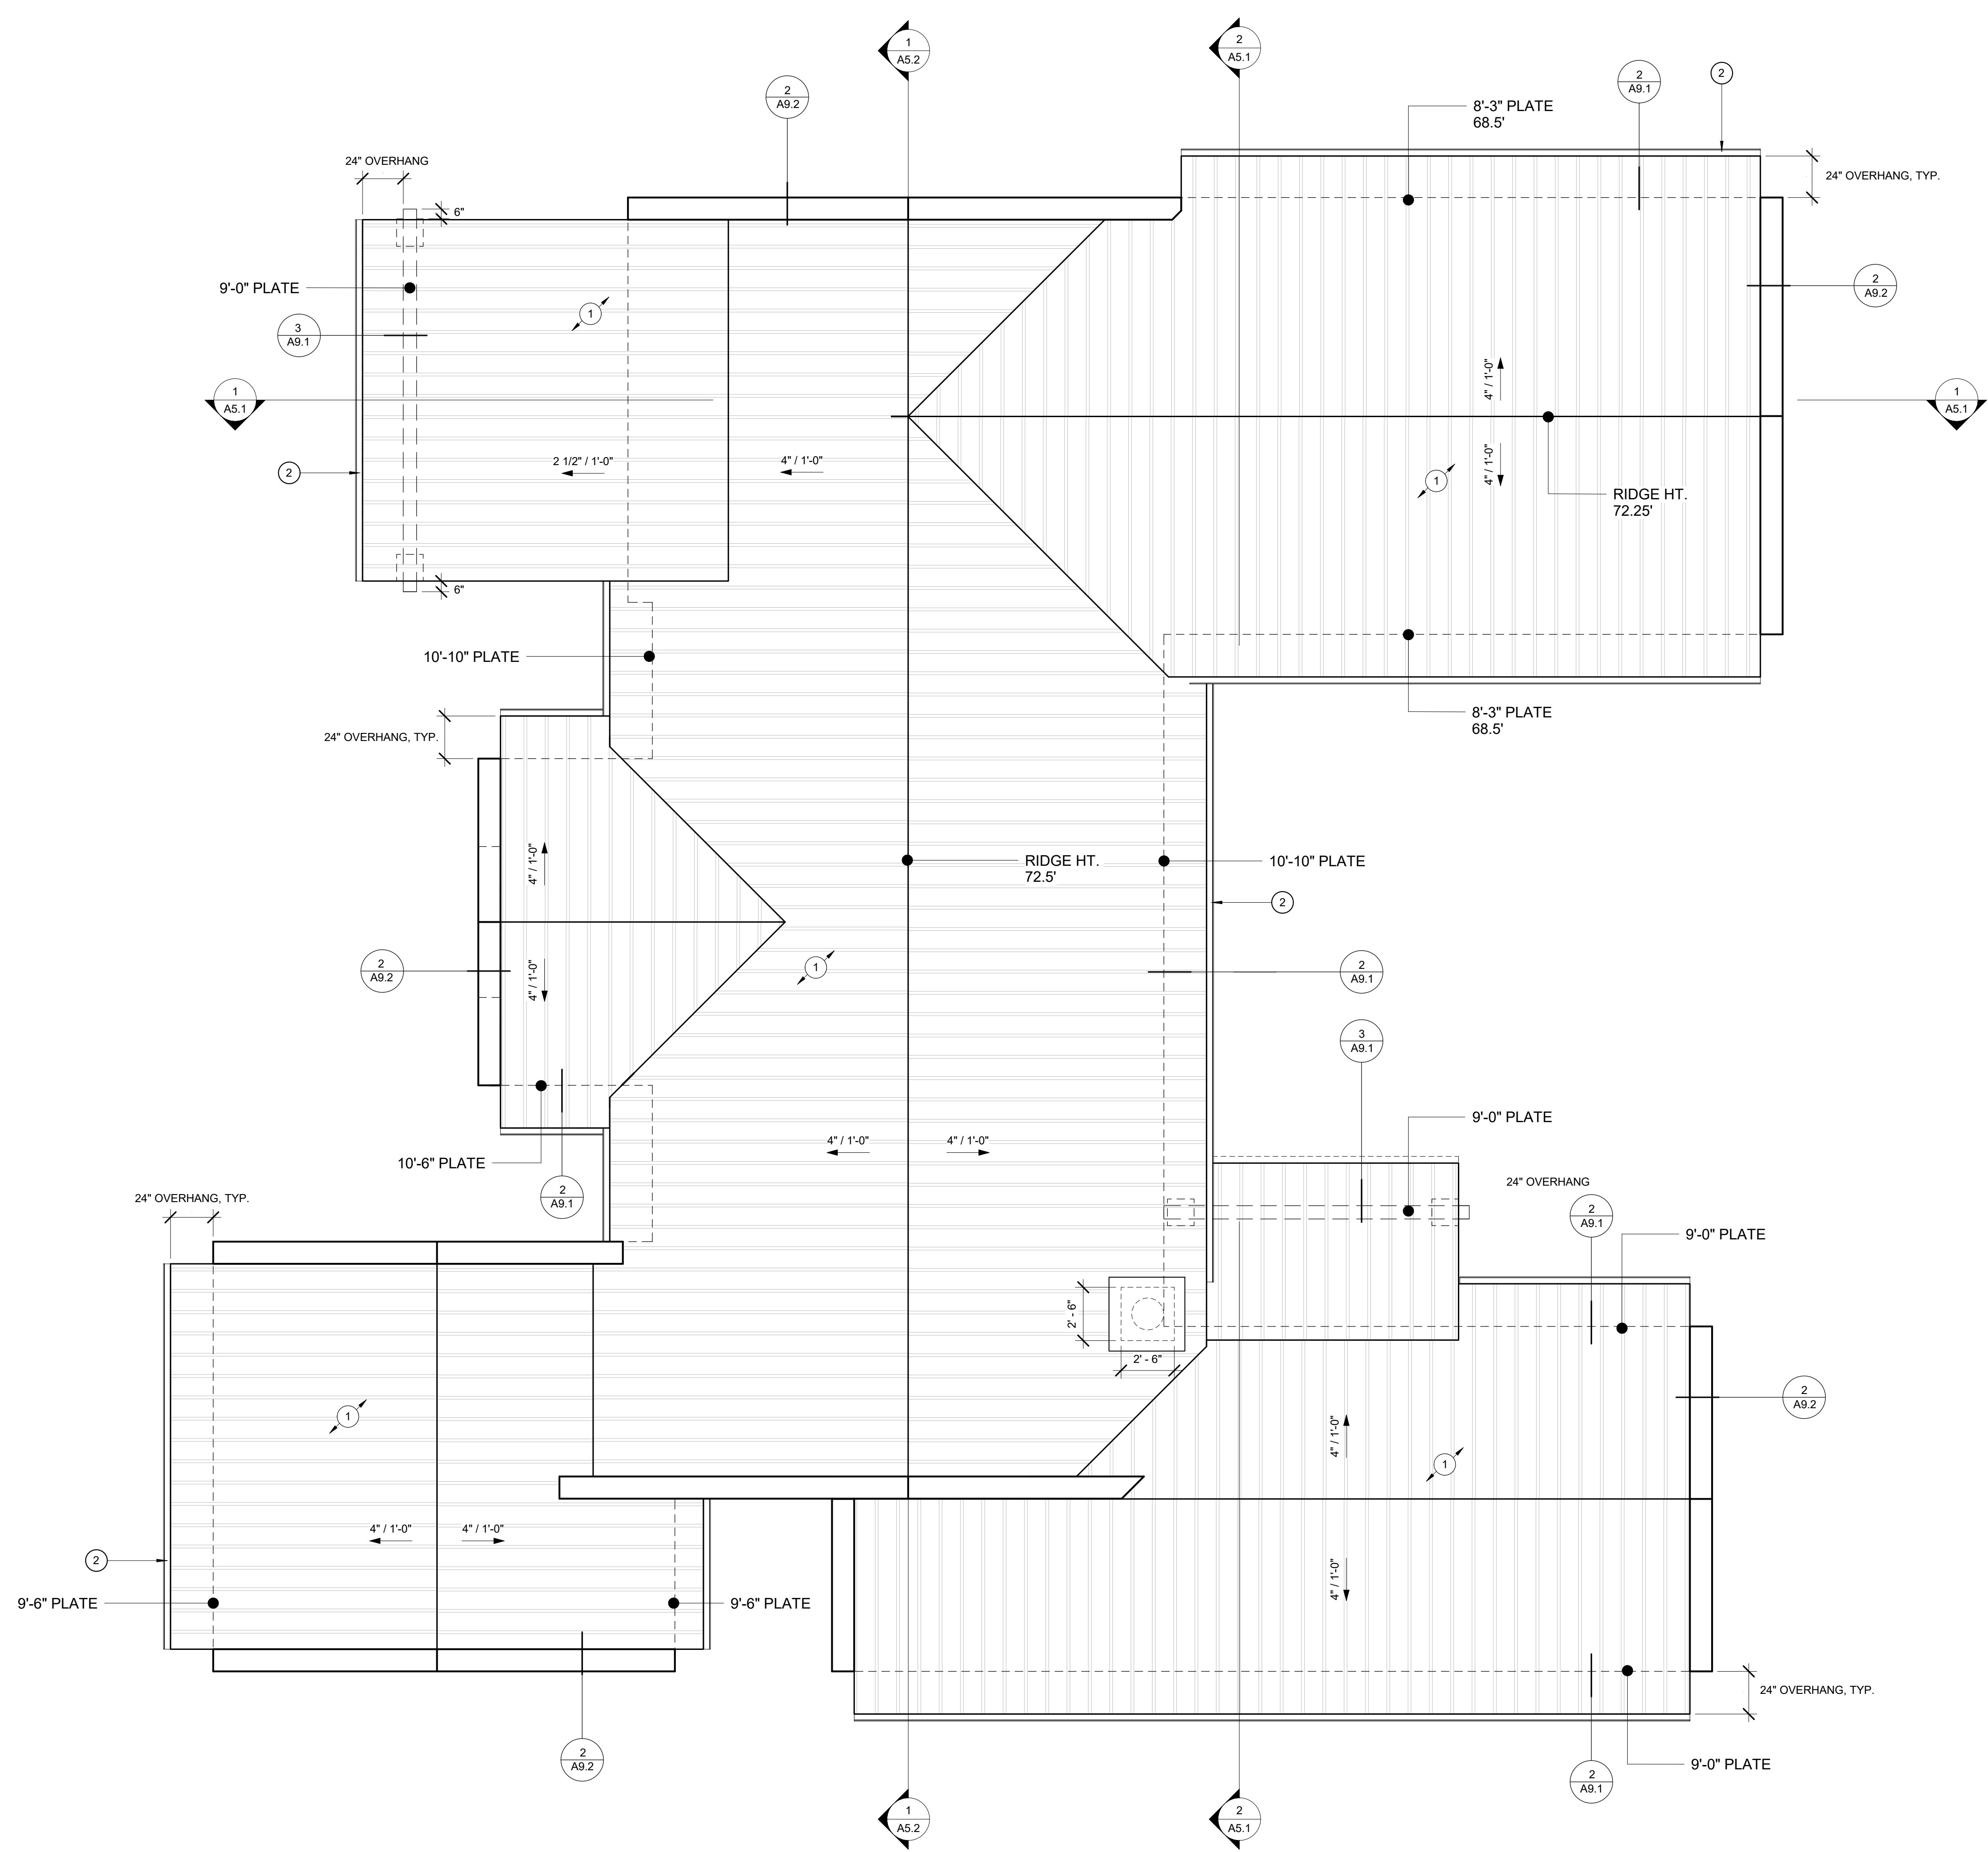 1
A5.2
2
A5.1
2
A9.2
2
A9.1
2
8'-3" PLATE
68.5'
24" OVERHANG
24" OVERHANG, TYP.
6"
9'-0" PLATE
1
2
A9.2
3
A9.1
1
A5.1
4" / 1'-0"
1
A5.1
2 1/2" / 1'-0"
4" / 1'-0"
2
4" / 1'-0"
1
RIDGE HT.
72.25'
6"
10'-10" PLATE
8'-3" PLATE
68.5'
24" OVERHANG, TYP.
4" / 1'-0"
RIDGE HT.
72.5'
10'-10" PLATE
2
2
A9.2
4" / 1'-0"
1
2
A9.1
3
A9.1
9'-0" PLATE
4" / 1'-0"
4" / 1'-0"
10'-6" PLATE
2
A9.1
24" OVERHANG, TYP.
24" OVERHANG
2
A9.1
9'-0" PLATE
2' - 6"
2' - 6"
1
2
A9.2
4" / 1'-0"
1
4" / 1'-0"
4" / 1'-0"
2
4" / 1'-0"
9'-6" PLATE
9'-6" PLATE
24" OVERHANG, TYP.
2
A9.2
9'-0" PLATE
2
A9.1
1
A5.2
2
A5.1